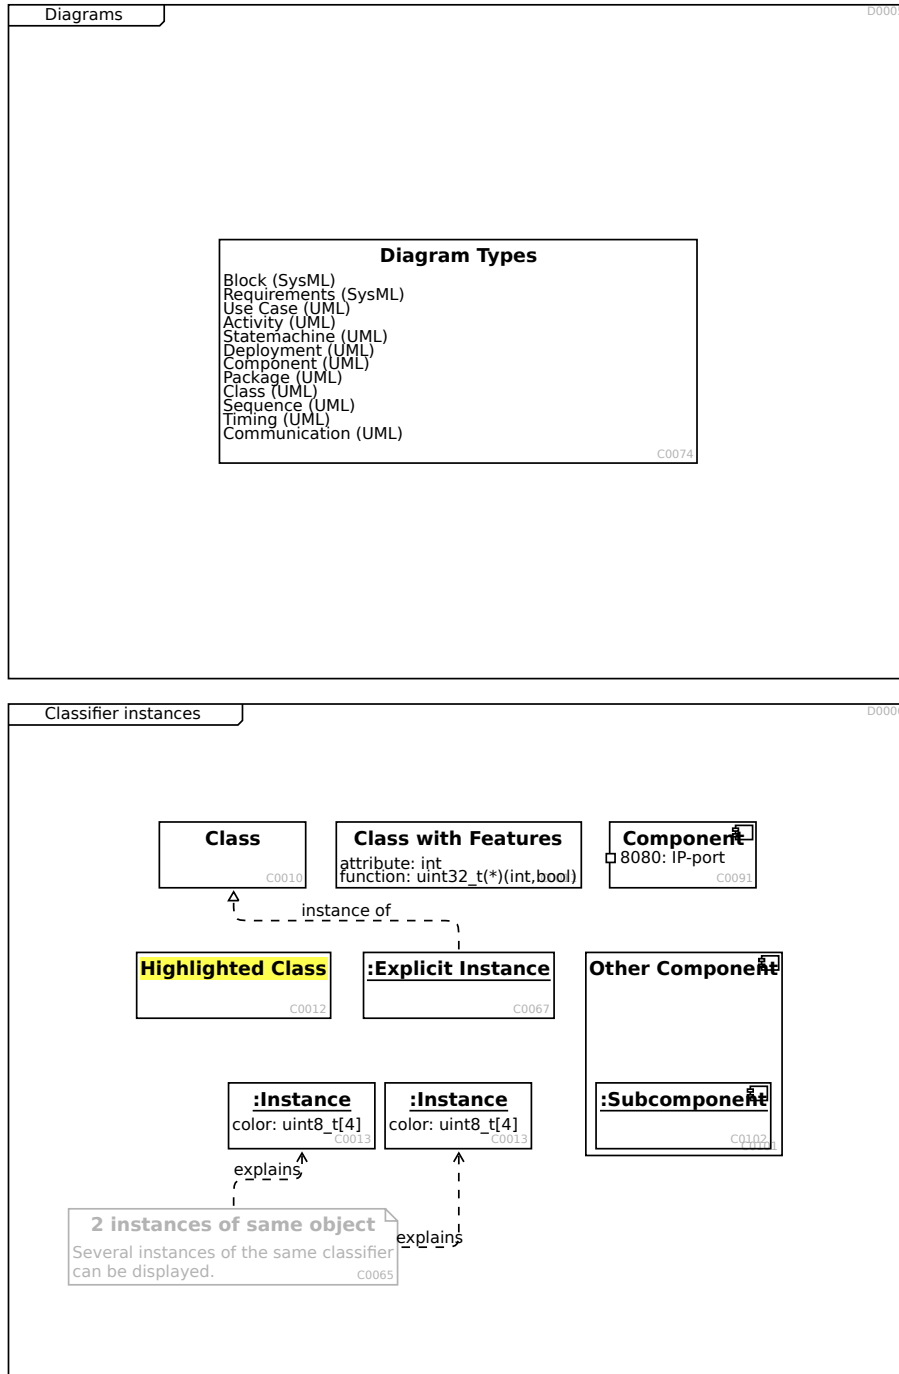 Diagrams
Diagram Types
Block (SysML)
Requirements (SysML)
Use Case (UML)
Activity (UML)
Statemachine (UML)
Deployment (UML)
Component (UML)
Package (UML)
Class (UML)
Sequence (UML)
Timing (UML)
Communication (UML)
C0074
Classifier instances
Class
C0010
Class with Features
attribute: int
function: uint32_t(*)(int,bool)
Component
8080: IP-port
C0091
instance of
Highlighted Class
C0012
:Explicit Instance
C0067
Other Component
:Instance
color: uint8_t[4]
C0013
:Instance
color: uint8_t[4]
C0013
:Subcomponent
C0102
C0101
explains
explains
2 instances of same object
Several instances of the same classifier
can be displayed.
C0065